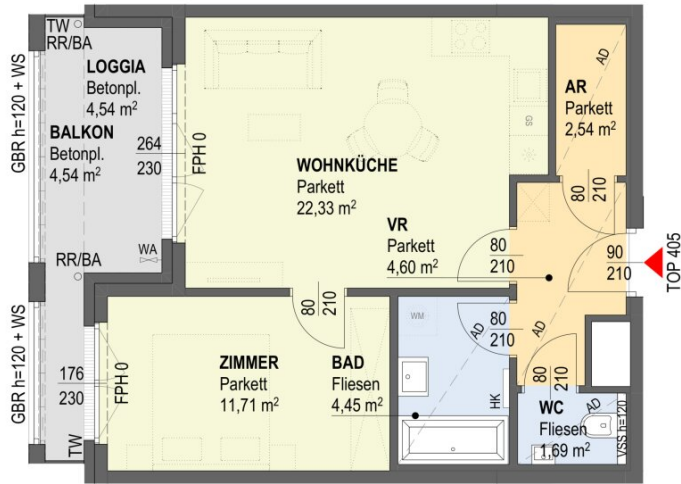 TW
RR/BA
GBR h=120 + WS
LOGGIA
Betonpl.
4,54 m²
BALKON
Betonpl.
4,54 m²
264
230
FPH 0
WA
RR/BA
WOHNKÜCHE
Parkett
22,33 m²
GS
AD
AR
Parkett
2,54 m²
80
210
VR
Parkett
4,60 m²
80
210
90
210
TOP 405
GBR h=120 + WS
176
230
FPH 0
TW
80
210
ZIMMER
Parkett
11,71 m²
BAD
Fliesen
4,45 m²
WM
AD
80
210
HK
AD
80
210
WC
Fliesen
1,69 m²
AD
VSS h=120